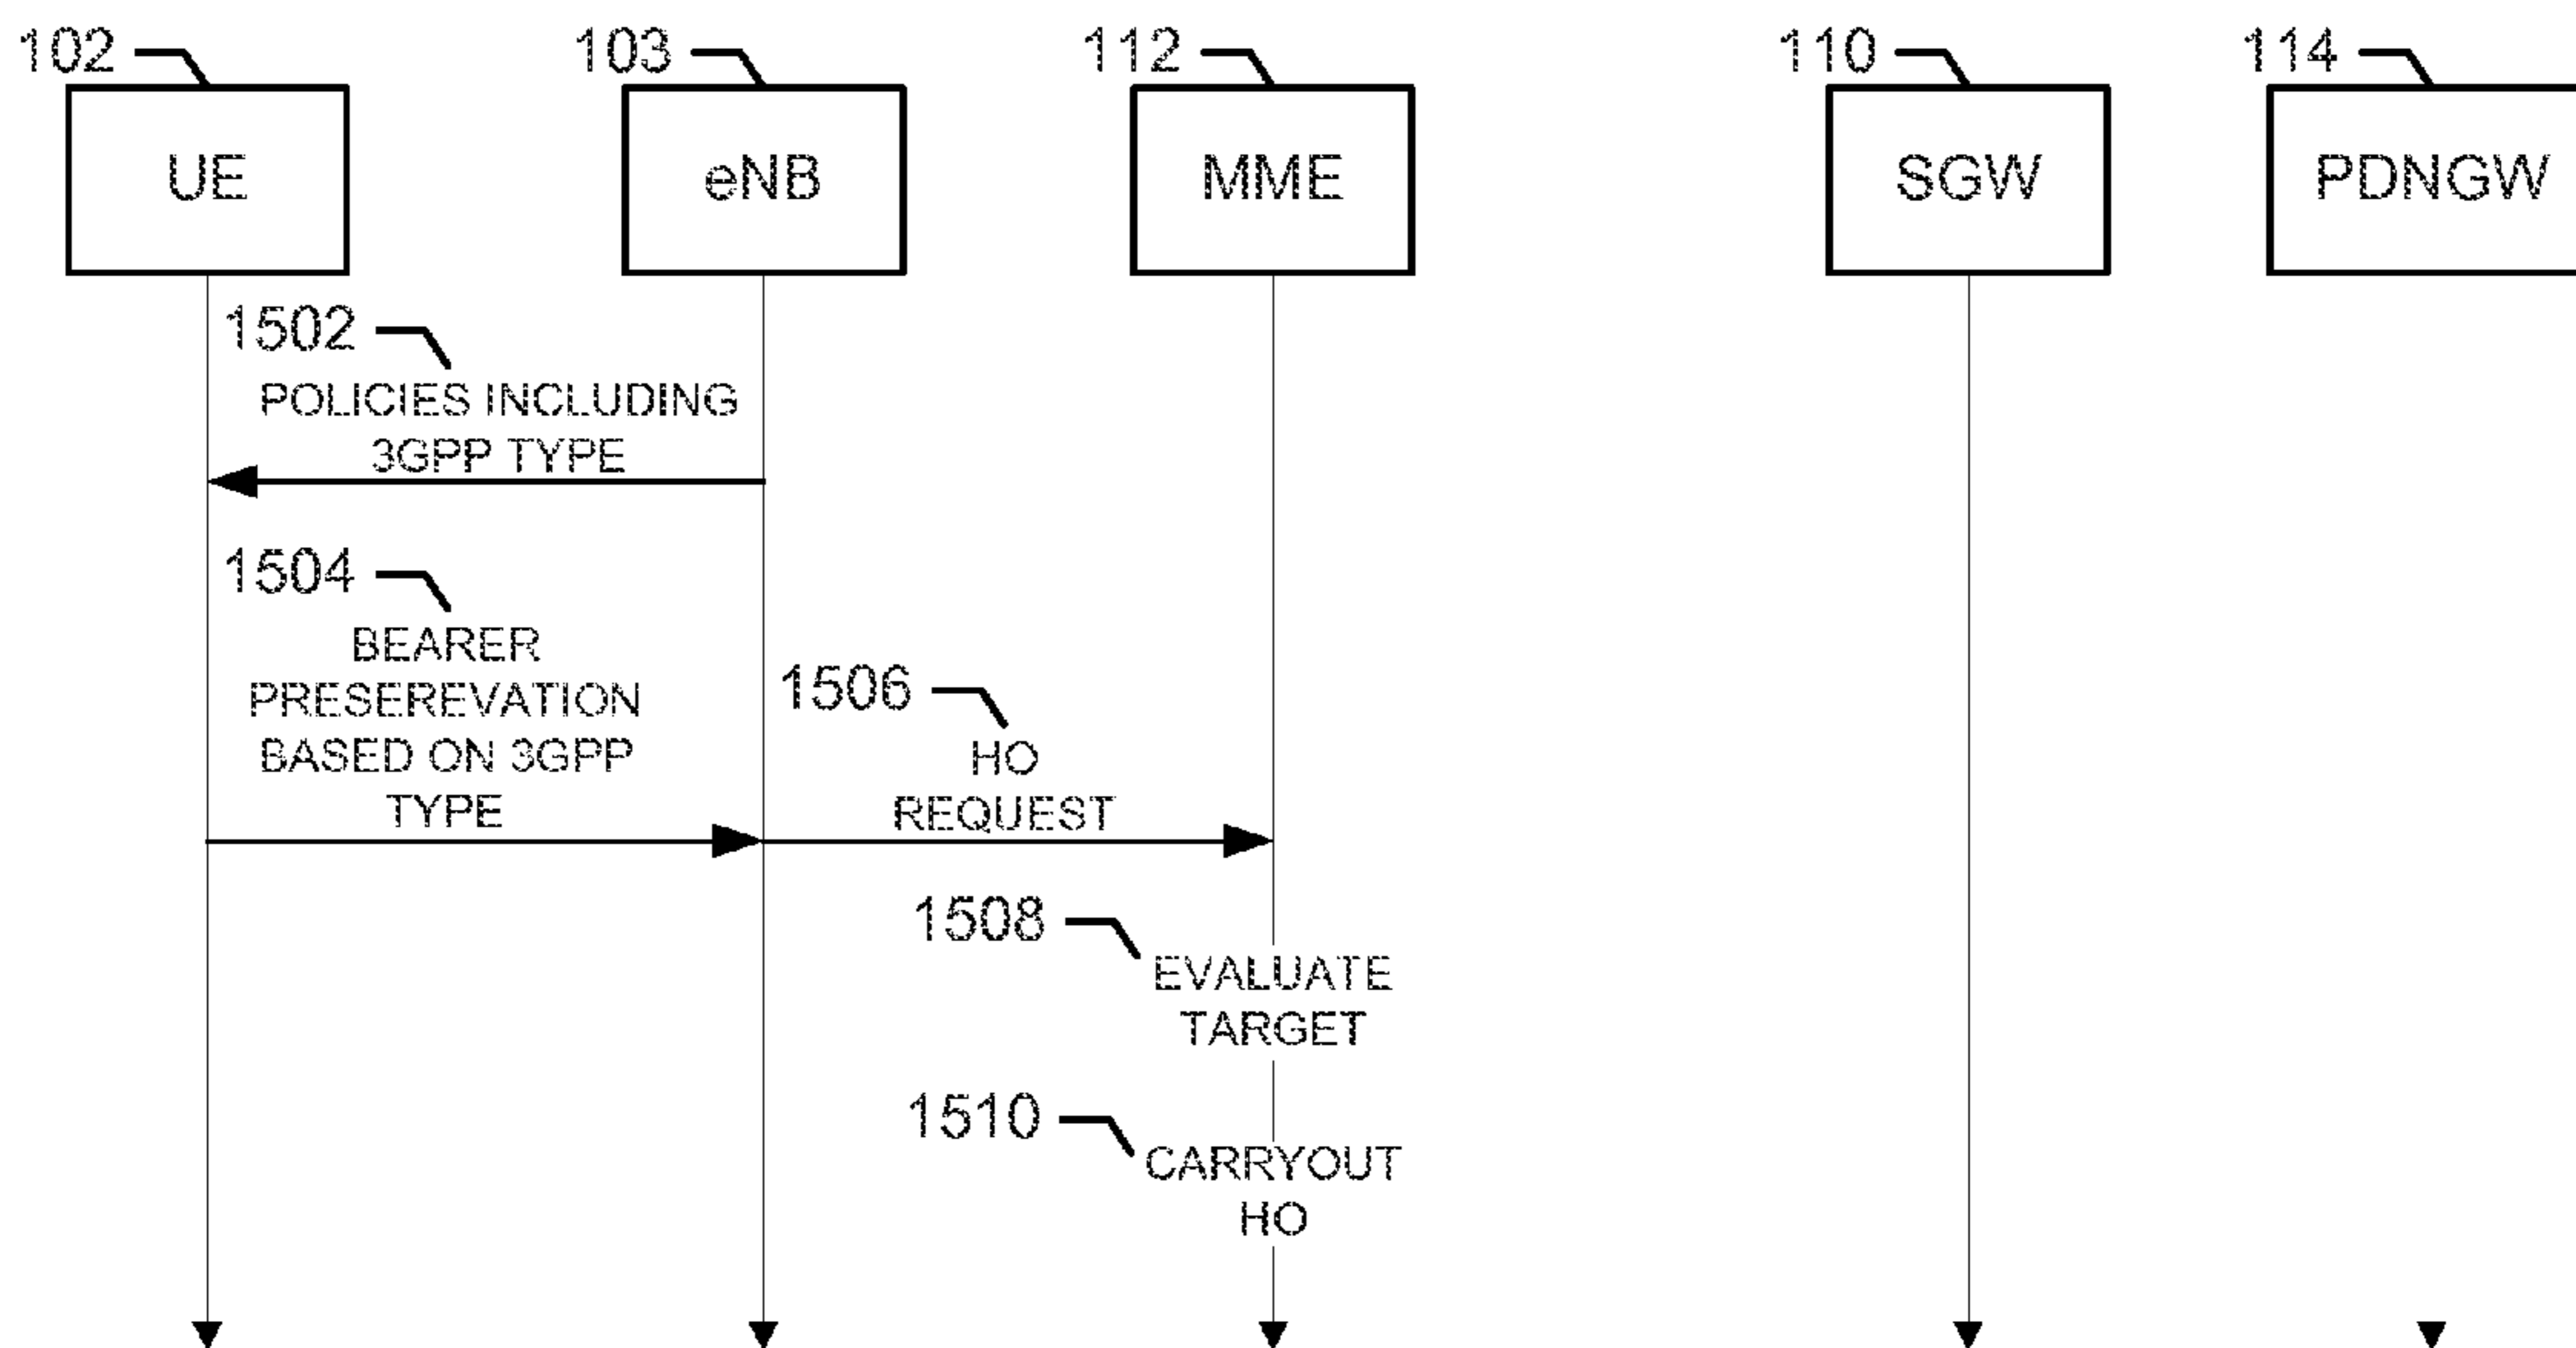 102
103
112
110
114
UE
eNB
MME
SGW
PDNGW
1502
POLICIES INCLUDING
3GPP TYPE
1504
BEARER
PRESEREVATION
BASED ON 3GPP
TYPE
1506
HO
REQUEST
1508
EVALUATE
TARGET
1510
CARRYOUT
HO